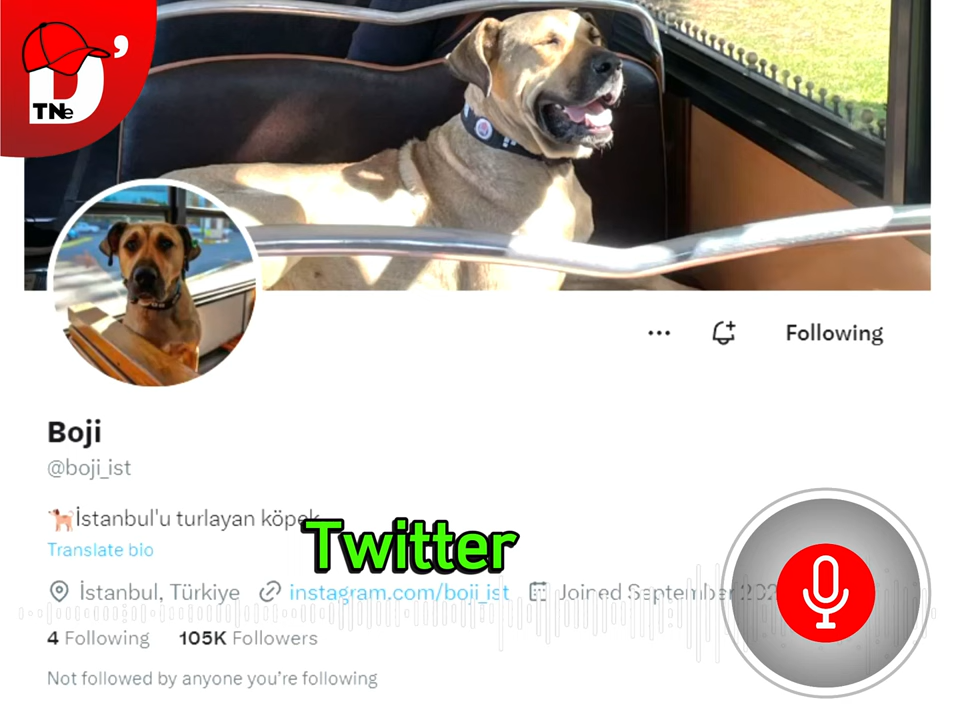 D'
TNe
Following
Boji
@boji_ist
İstanbul'u turlayan köpek
Twitter
Translate bio
İstanbul, Türkiye instagram.com/boji_ist Joined September
4 Following 105K Followers
Not followed by anyone you're following